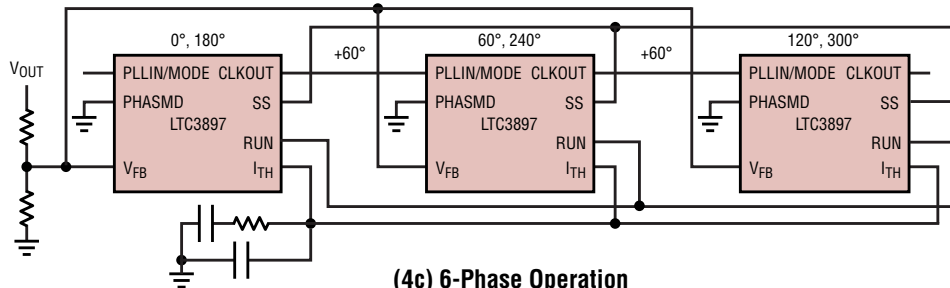 0°, 180°
60°, 240°
120°, 300°
+60°
+60°
VOUT
PLLIN/MODE CLKOUT
PHASMD SS
LTC3897
RUN
VFB ITH
PLLIN/MODE CLKOUT
PHASMD SS
LTC3897
RUN
VFB ITH
PLLIN/MODE CLKOUT
PHASMD SS
LTC3897
RUN
VFB ITH
(4c) 6-Phase Operation